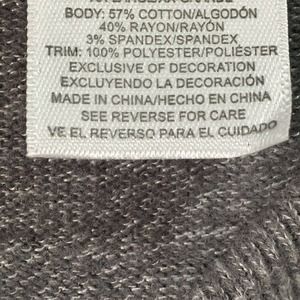 BODY: 57% COTTON/ALGODÓN
40% RAYON/RAYÓN
3% SPANDEX/SPANDEX
TRIM: 100% POLYESTER/POLIÉSTER
EXCLUSIVE OF DECORATION
EXCLUYENDO LA DECORACIÓN
MADE IN CHINA/HECHO EN CHINA
SEE REVERSE FOR CARE
VE EL REVERSO PARA EL CUIDADO